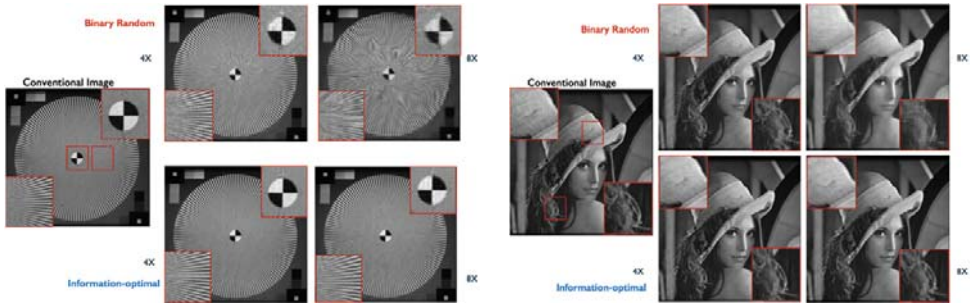 Binary Random
4X
8X
Conventional Image
4X
Information-optimal
8X
Binary Random
4X
8X
Conventional Image
4X
Information-optimal
8X